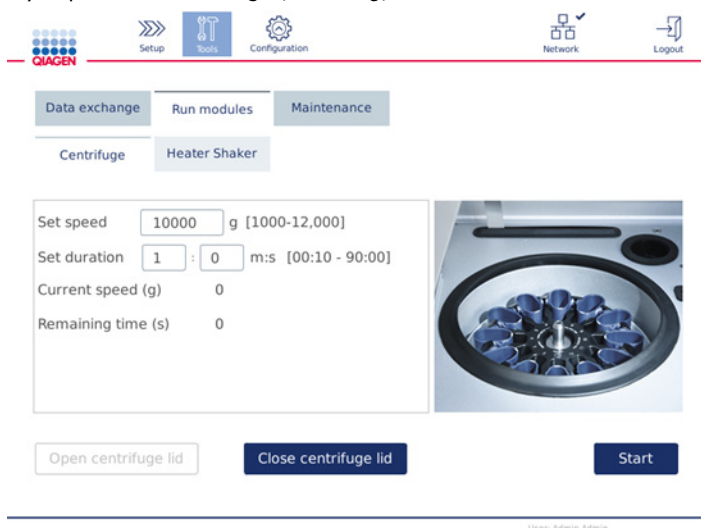 QIAGEN
Setup
Tools
Configuration
Network
Logout
Data exchange
Run modules
Maintenance
Centrifuge
Heater Shaker
Set speed 10000 g [1000-12,000]
Set duration 1 : 0 m:s [00:10 - 90:00]
Current speed (g) 0
Remaining time (s) 0
Open centrifuge lid
Close centrifuge lid
Start